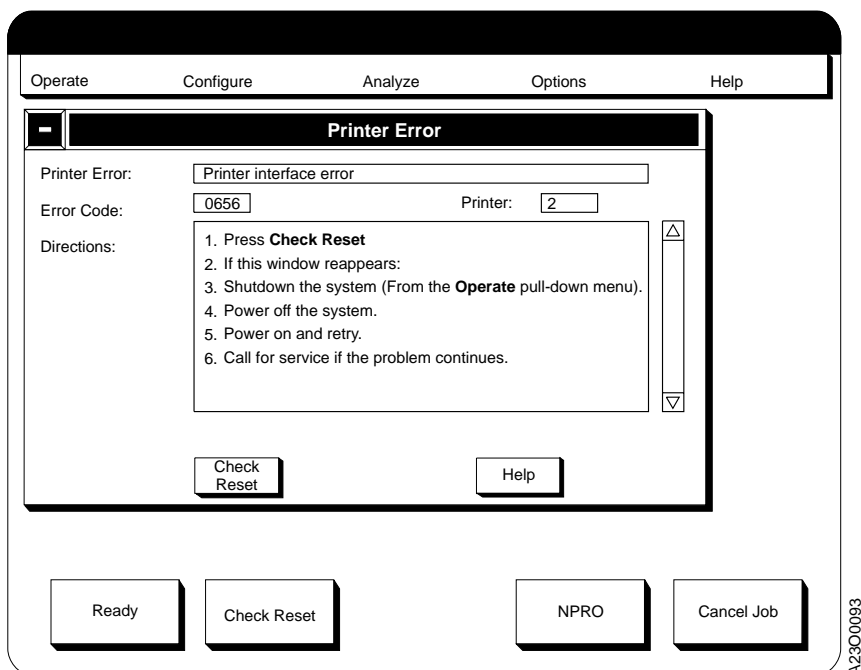 Operate Configure Analyze Options Help
Printer Error
Printer Error: Printer interface error
Error Code: 0656 Printer: 2
Directions:
1. Press Check Reset
2. If this window reappears:
3. Shutdown the system (From the Operate pull-down menu).
4. Power off the system.
5. Power on and retry.
6. Call for service if the problem continues.
Check
Reset
Help
Ready Check Reset NPRO Cancel Job
A23O0093